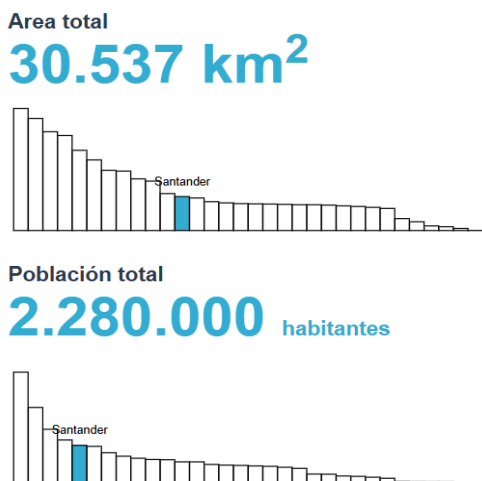 Area total
30.537 km²
Santander
Población total
2.280.000 habitantes
Santander